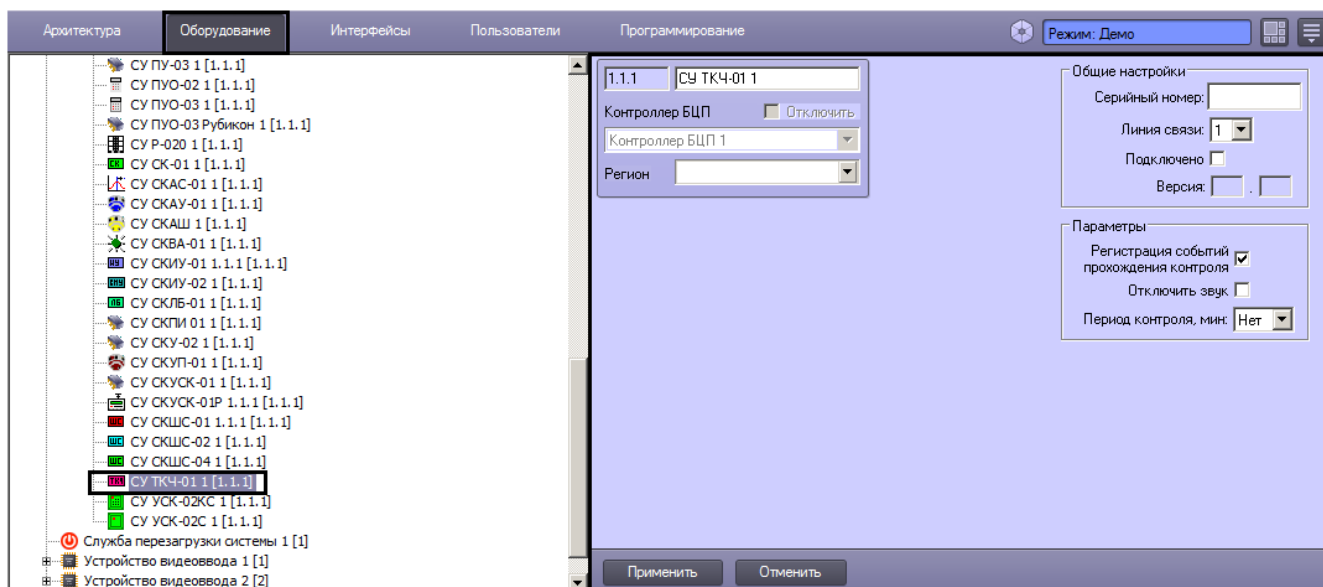 Архитектура Оборудование Интерфейсы Пользователи Программирование Режим: Демо
СУ ПУ-03 1 [1.1.1]
СУ ПУО-02 1 [1.1.1]
СУ ПУО-03 1 [1.1.1]
СУ ПУО-03 Рубикон 1 [1.1.1]
СУ Р-020 1 [1.1.1]
СК СУ СК-01 1 [1.1.1]
СУ СКАС-01 1 [1.1.1]
СУ СКАУ-01 1 [1.1.1]
СУ СКАШ 1 [1.1.1]
СУ СКВА-01 1 [1.1.1]
ИУ СУ СКИУ-01 1.1.1 [1.1.1]
СУ СКИУ-02 1 [1.1.1]
ЛБ СУ СКЛБ-01 1 [1.1.1]
СУ СКПИ 01 1 [1.1.1]
СУ СКУ-02 1 [1.1.1]
СУ СКУП-01 1 [1.1.1]
СУ СКУСК-01 1 [1.1.1]
СУ СКУСК-01Р 1.1.1 [1.1.1]
ШС СУ СКШС-01 1.1.1 [1.1.1]
ШС СУ СКШС-02 1 [1.1.1]
ШС СУ СКШС-04 1 [1.1.1]
ТКЧ СУ ТКЧ-01 1 [1.1.1]
СУ УСК-02КС 1 [1.1.1]
СУ УСК-02С 1 [1.1.1]
Служба перезагрузки системы 1 [1]
Устройство видеоввода 1 [1]
Устройство видеоввода 2 [2]
1.1.1 СУ ТКЧ-01 1
Контроллер БЦП Отключить
Контроллер БЦП 1
Регион
Общие настройки
Серийный номер:
Линия связи: 1
Подключено
Версия: .
Параметры
Регистрация событий
прохождения контроля
Отключить звук
Период контроля, мин: Нет
Применить Отменить